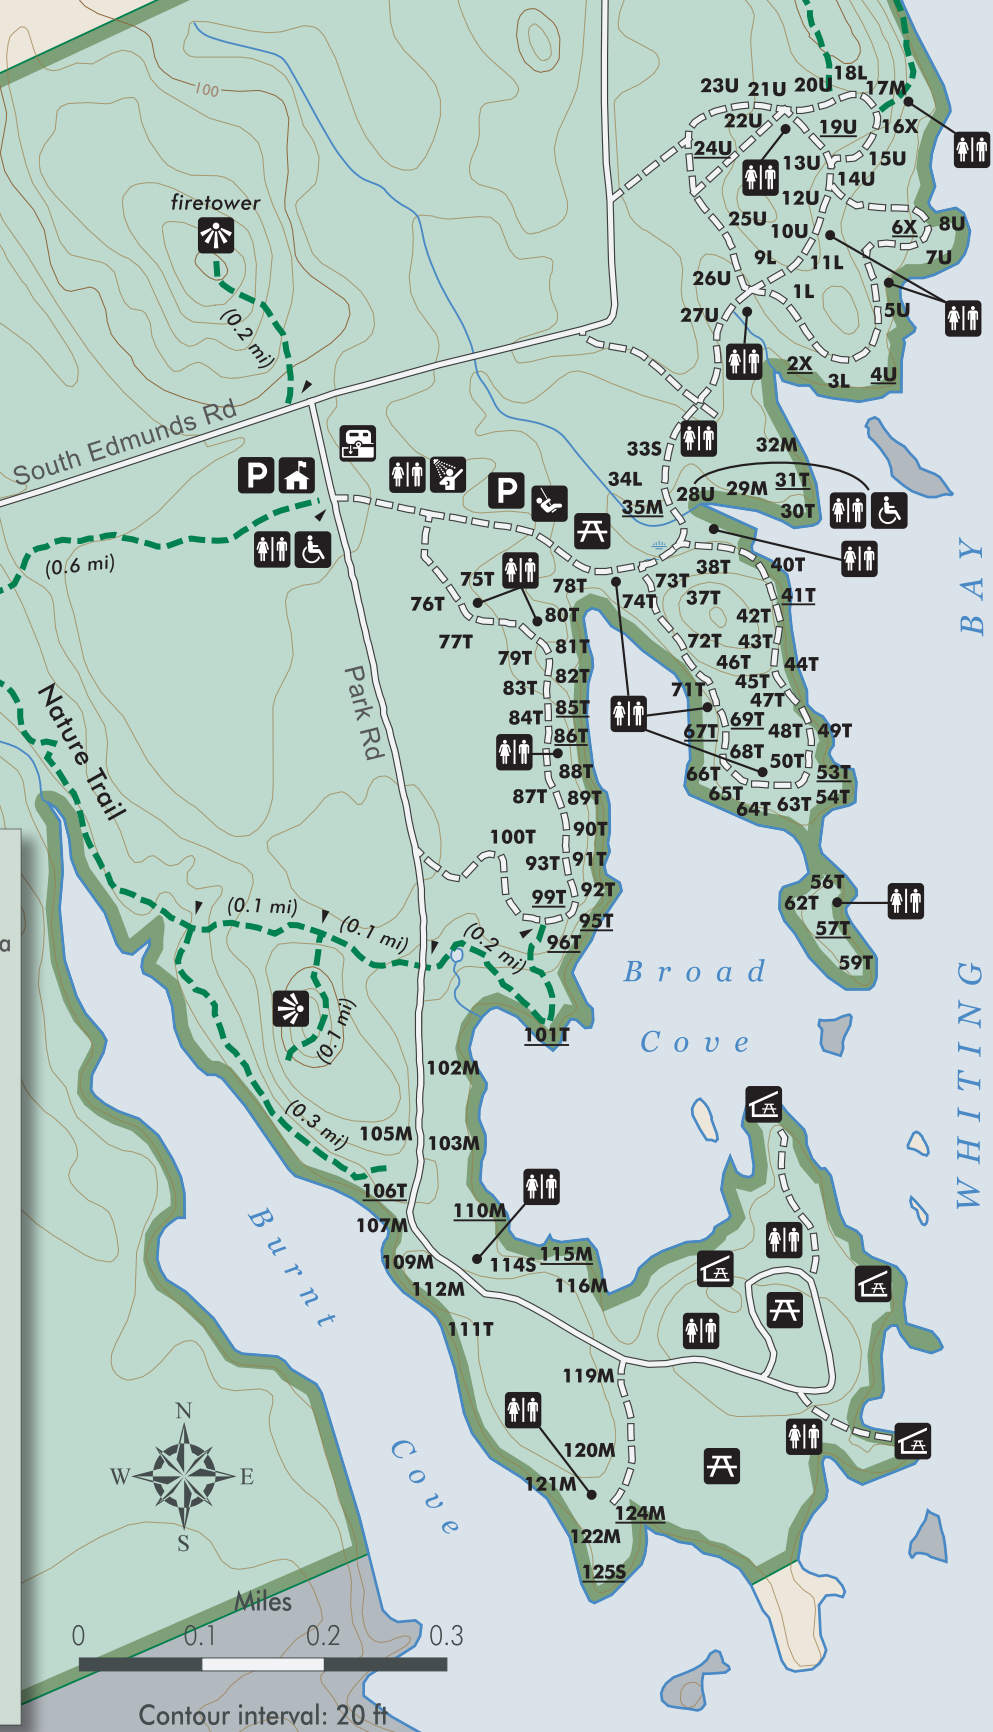 18L
23U 21U 20U 17M
22U 19U 16X
24U 13U 15U
14U
12U
25U 10U 6X 8U
9L 11L 7U
26U 1L
27U 5U
2X 3L 4U
100
firetower
(0.2 mi)
South Edmunds Rd
P
33S 32M
34L 31T
35M 28U 29M 30T
P
(0.6 mi)
38T 40T
75T 78T 73T 41T
76T 80T 74T 37T 42T
77T 81T 72T 43T
79T 82T 46T 44T
83T 71T 45T 47T
84T 85T 69T 48T 49T
86T 67T 68T 50T
88T 66T 53T
87T 89T 65T 64T 63T 54T
Park Rd
Nature Trail
100T 90T
93T 91T
99T 92T 56T
95T 62T
96T 57T
59T
a
(0.1 mi)
(0.1 mi)
(0.2 mi)
(0.1 mi)
101T
Broad
Cove
WHITING
BAY
102M
105M 103M
(0.3 mi)
106T 110M
107M
109M 114S 115M
112M 116M
111T
Burnt
Cove
119M
120M
121M
124M
122M
125S
N
W E
S
Miles
0 0.1 0.2 0.3
Contour interval: 20 ft